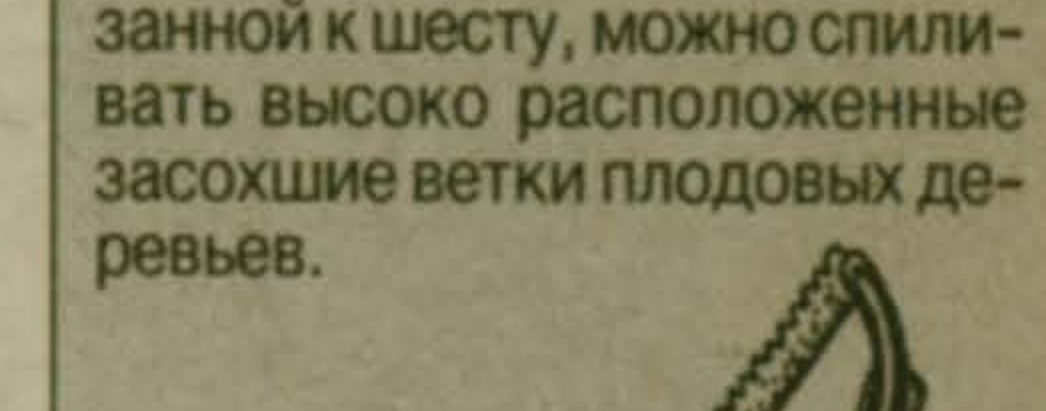 занной к шесту, можно спили-
вать высоко расположенные
засохшие ветки плодовых де-
ревьев.